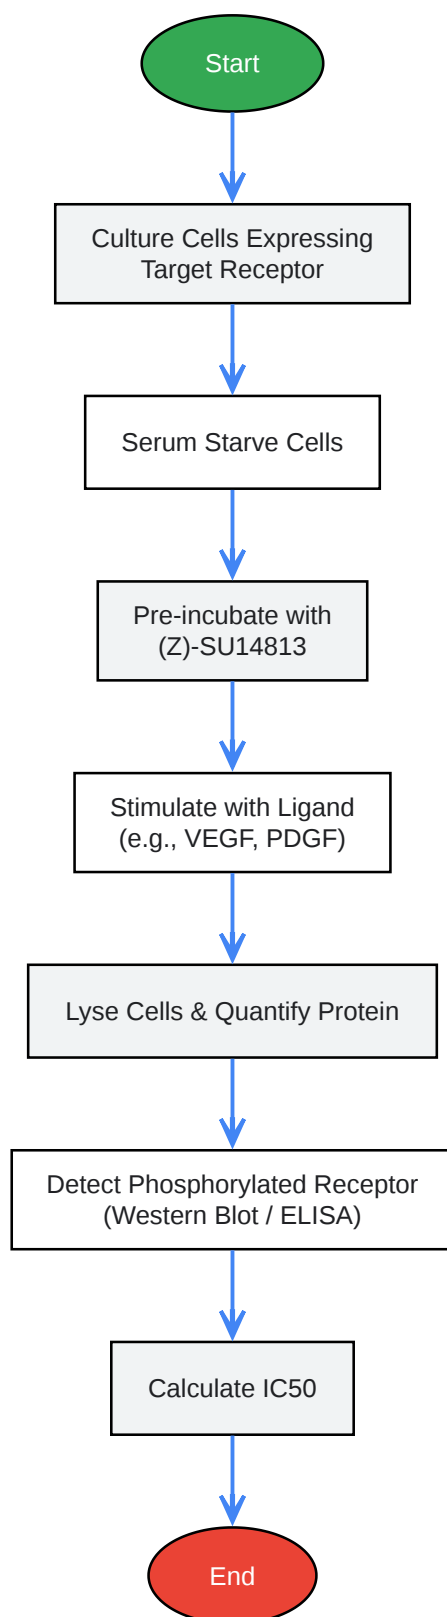 Start
Culture Cells Expressing
Target Receptor
Serum Starve Cells
Pre-incubate with
(Z)-SU14813
Stimulate with Ligand
(e.g., VEGF, PDGF)
Lyse Cells & Quantify Protein
Detect Phosphorylated Receptor
(Western Blot / ELISA)
Calculate IC50
End